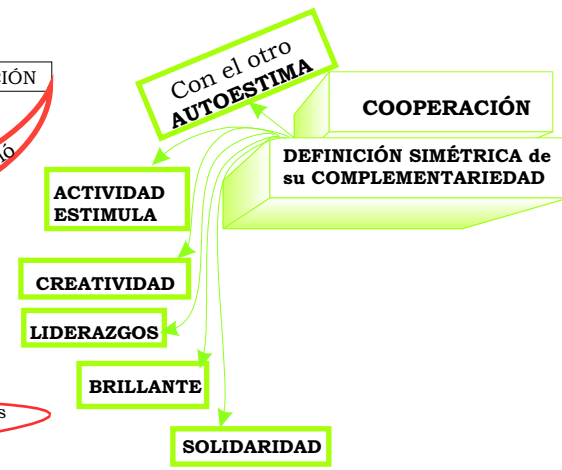 Con el otro
AUTOESTIMA
COOPERACIÓN
DEFINICIÓN SIMÉTRICA de
su COMPLEMENTARIEDAD
ACTIVIDAD
ESTIMULA
CREATIVIDAD
LIDERAZGOS
BRILLANTE
SOLIDARIDAD